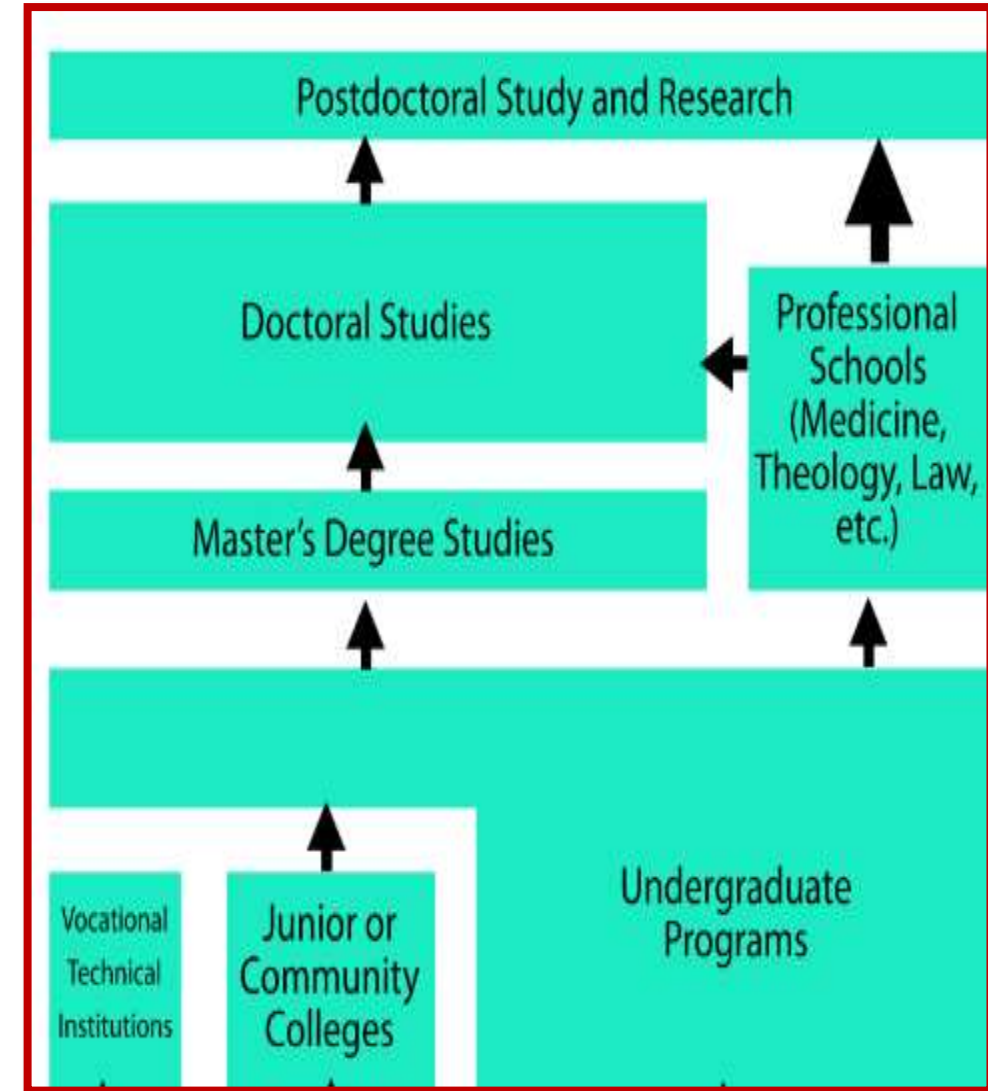 Postdoctoral Study and Research
Doctoral Studies
Professional
Schools
(Medicine,
Theology, Law,
etc.)
Master's Degree Studies
Undergraduate
Programs
Vocational
Technical
Institutions
Junior or
Community
Colleges